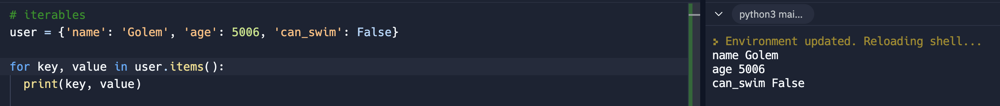 # iterables
user = {'name': 'Golem', 'age': 5006, 'can_swim': False}
for key, value in user.items():
  print(key, value)
python3 mai...
Environment updated. Reloading shell...
name Golem
age 5006
can_swim False